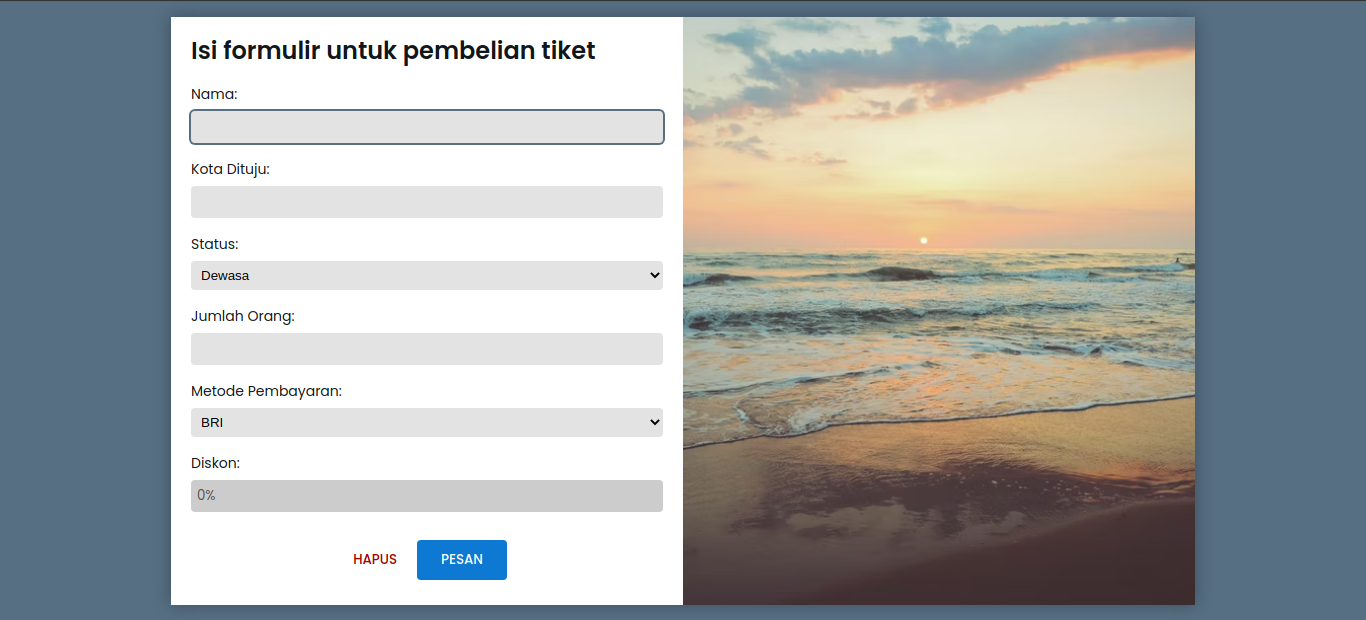 Isi formulir untuk pembelian tiket
Nama:
Kota Dituju:
Status:
Dewasa
Jumlah Orang:
Metode Pembayaran:
BRI
Diskon:
0%
HAPUS PESAN